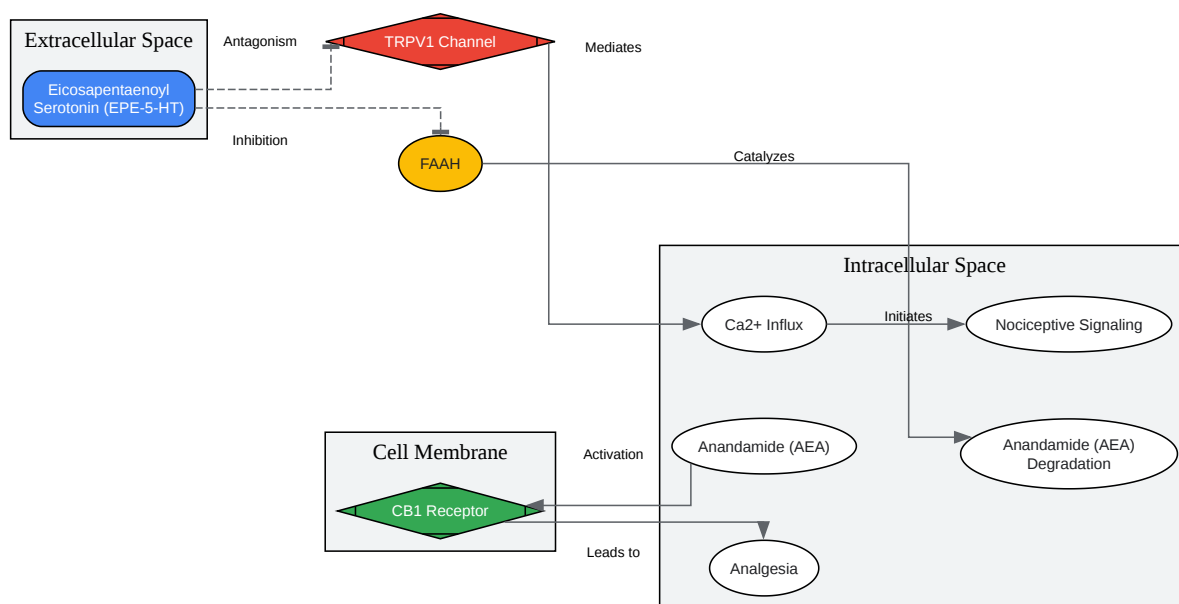 Extracellular Space
Eicosapentaenoyl
Serotonin (EPE-5-HT)
Antagonism
Inhibition
TRPV1 Channel
Mediates
FAAH
Catalyzes
Intracellular Space
Ca2+ Influx
Initiates
Nociceptive Signaling
Cell Membrane
CB1 Receptor
Activation
Anandamide (AEA)
Anandamide (AEA)
Degradation
Leads to
Analgesia